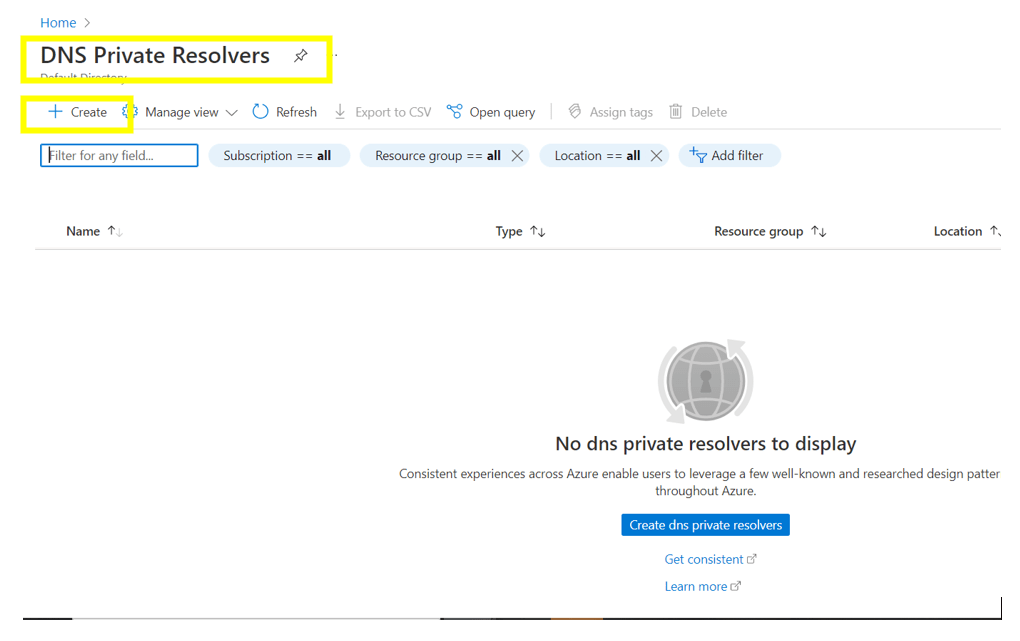 Home >
DNS Private Resolvers
Default Directory
+ Create Manage view Refresh Export to CSV Open query Assign tags Delete
Filter for any field... Subscription == all Resource group == all Location == all Add filter
Name Type Resource group Location
No dns private resolvers to display
Consistent experiences across Azure enable users to leverage a few well-known and researched design patter
throughout Azure.
Create dns private resolvers
Get consistent
Learn more